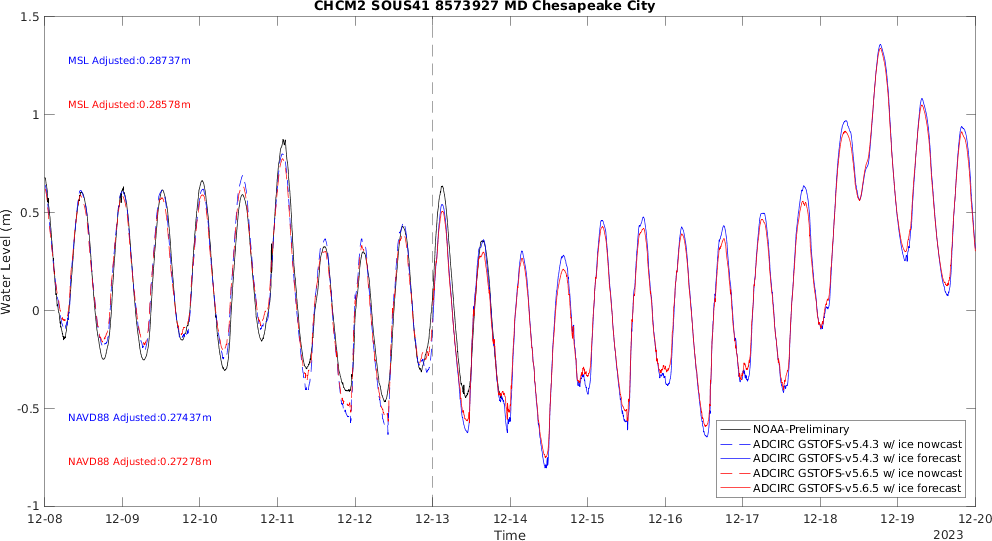 CHCM2 SOUS41 8573927 MD Chesapeake City
1.5
1
0.5
0
-0.5
-1
Water Level (m)
MSL Adjusted:0.28737m
MSL Adjusted:0.28578m
NAVD88 Adjusted:0.27437m
NAVD88 Adjusted:0.27278m
NOAA-Preliminary
ADCIRC GSTOFS-v5.4.3 w/ ice nowcast
ADCIRC GSTOFS-v5.4.3 w/ ice forecast
ADCIRC GSTOFS-v5.6.5 w/ ice nowcast
ADCIRC GSTOFS-v5.6.5 w/ ice forecast
12-08 12-09 12-10 12-11 12-12 12-13 12-14 12-15 12-16 12-17 12-18 12-19 12-20
Time
2023